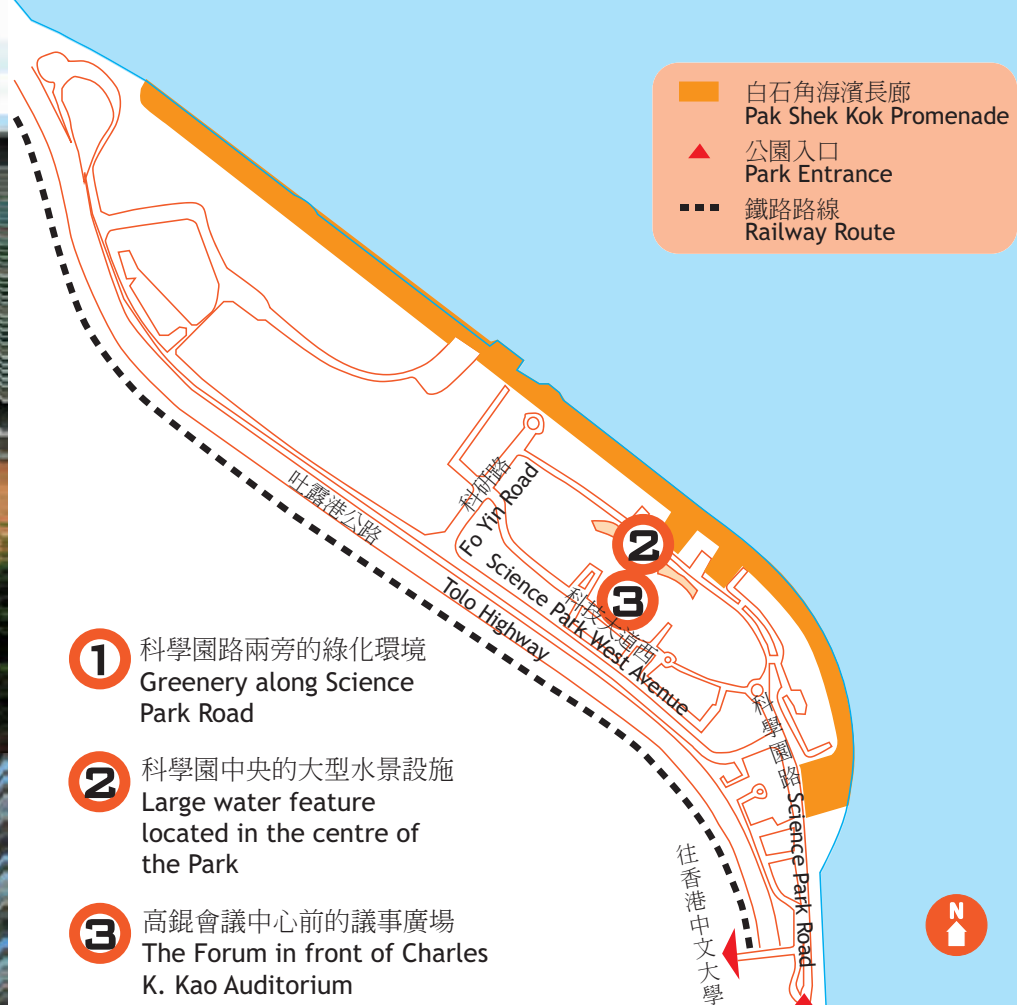 白石角海濱長廊
Pak Shek Kok Promenade
公園入口
Park Entrance
鐵路路線
Railway Route
科研路
Fo Yin Road
吐露港公路
Tolo Highway
科技大道西
Science Park West Avenue
2
3
科學園路
Science Park Road
往香港中文大學
N
1
科學園路兩旁的綠化環境
Greenery along Science
Park Road
2
科學園中央的大型水景設施
Large water feature
located in the centre of
the Park
3
高錕會議中心前的議事廣場
The Forum in front of Charles
K. Kao Auditorium